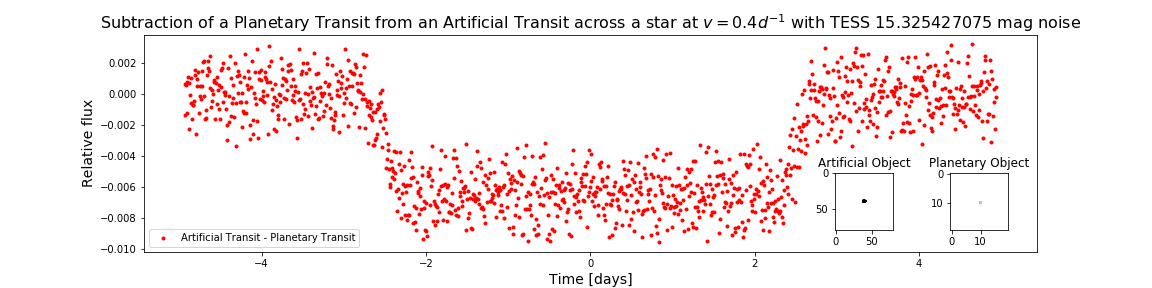 Subtraction of a Planetary Transit from an Artificial Transit across a star at v = 0.4d⁻¹ with TESS 15.325427075 mag noise
Relative flux
0.002
0.000
−0.002
−0.004
−0.006
−0.008
−0.010
Artificial Transit - Planetary Transit
Artificial Object
0
50
0 50
Planetary Object
0
10
0 10
−4 −2 0 2 4
Time [days]